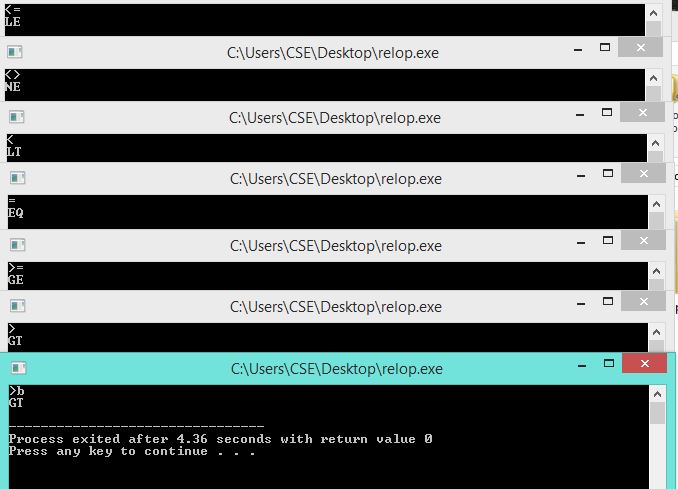 <=
LE
C:\Users\CSE\Desktop\relop.exe
<>
NE
C:\Users\CSE\Desktop\relop.exe
<
LT
C:\Users\CSE\Desktop\relop.exe
=
EQ
C:\Users\CSE\Desktop\relop.exe
>=
GE
C:\Users\CSE\Desktop\relop.exe
>
GT
C:\Users\CSE\Desktop\relop.exe
>b
GT
--------------------------------
Process exited after 4.36 seconds with return value 0
Press any key to continue . . .